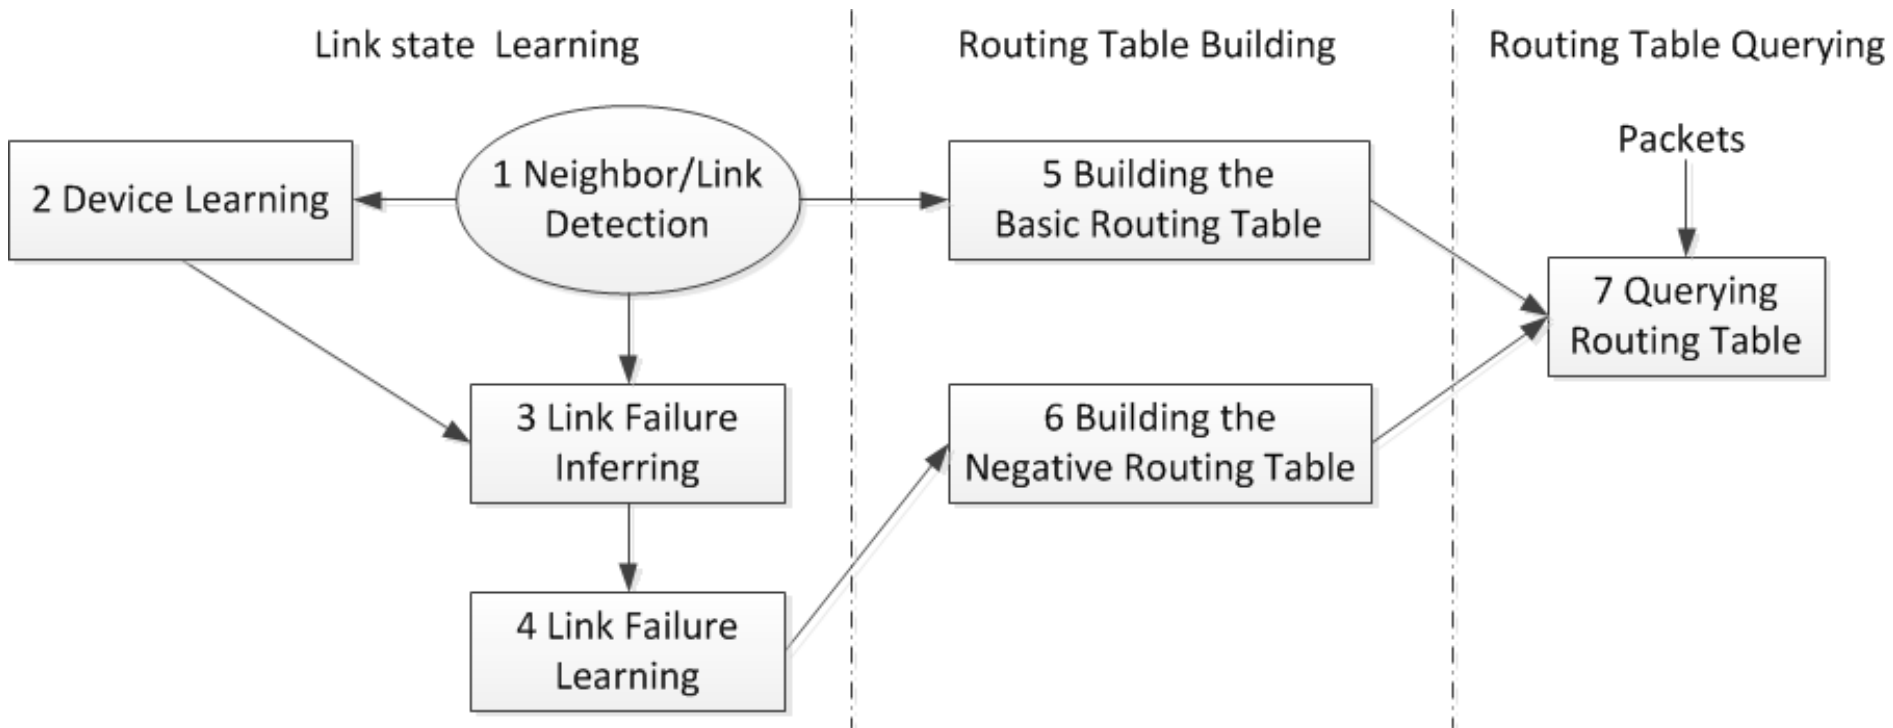 Link state Learning
Routing Table Building
Routing Table Querying
Packets
2 Device Learning
1 Neighbor/Link
Detection
5 Building the
Basic Routing Table
7 Querying
Routing Table
3 Link Failure
Inferring
6 Building the
Negative Routing Table
4 Link Failure
Learning